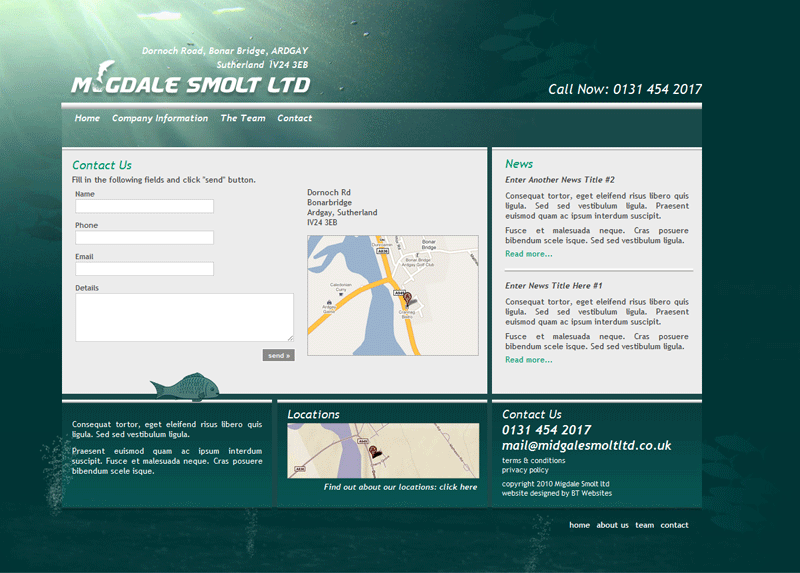 Dornoch Road, Bonar Bridge, ARDGAY
Sutherland IV24 3EB
MIGDALE SMOLT LTD
Call Now: 0131 454 2017
Home Company Information The Team Contact
Contact Us
Fill in the following fields and click "send" button.
Name
Phone
Email
Details
send »
Dornoch Rd
Bonarbridge
Ardgay, Sutherland
IV24 3EB
Bonar
Bridge
A836
Bonar Bridge
Ardgay Golf Club
Caledonian
Curry
A949
Ardgay
Game
News
Enter Another News Title #2
Consequat tortor, eget eleifend risus libero quis
ligula. Sed sed vestibulum ligula. Praesent
euismod quam ac ipsum interdum suscipit.
Fusce et malesuada neque. Cras posuere
bibendum scele isque. Sed sed vestibulum ligula.
Read more...
Enter News Title Here #1
Consequat tortor, eget eleifend risus libero quis
ligula. Sed sed vestibulum ligula. Praesent
euismod quam ac ipsum interdum suscipit.
Fusce et malesuada neque. Cras posuere
bibendum scele isque. Sed sed vestibulum ligula.
Read more...
Consequat tortor, eget eleifend risus libero quis
ligula. Sed sed vestibulum ligula.
Praesent euismod quam ac ipsum interdum
suscipit. Fusce et malesuada neque. Cras posuere
bibendum scele isque.
Locations
A949
A836
Find out about our locations: click here
Contact Us
0131 454 2017
mail@midgalesmoltltd.co.uk
terms & conditions
privacy policy
copyright 2010 Migdale Smolt ltd
website designed by BT Websites
home about us team contact